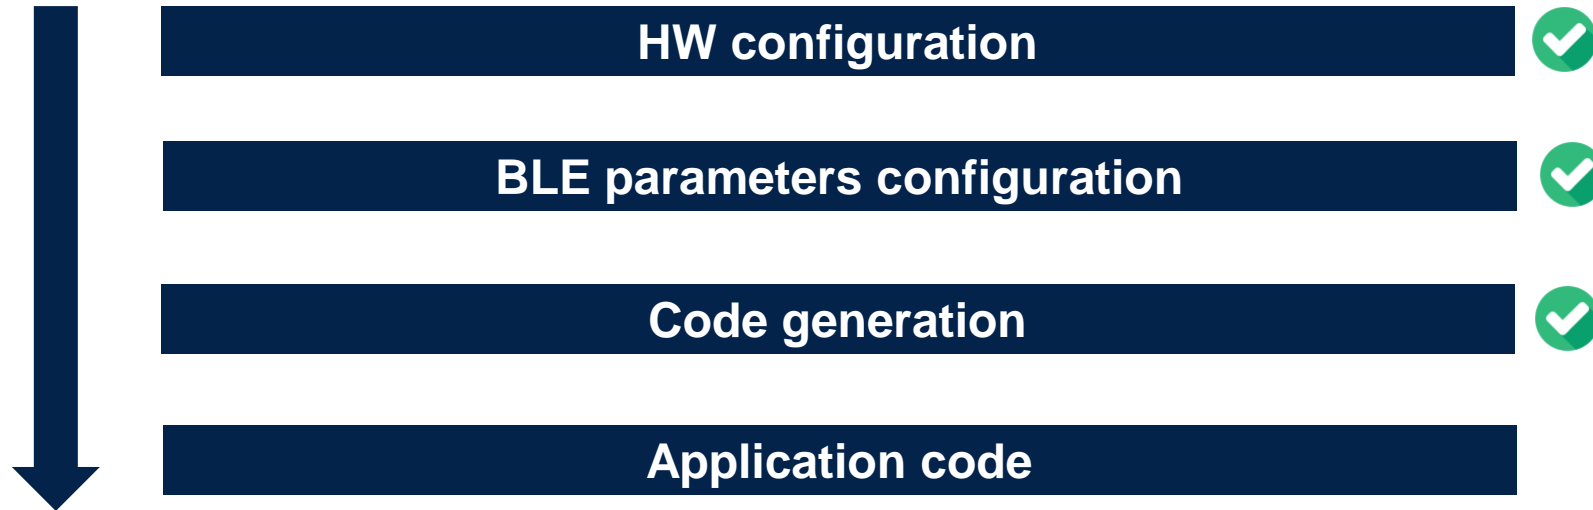 HW configuration
BLE parameters configuration
Code generation
Application code